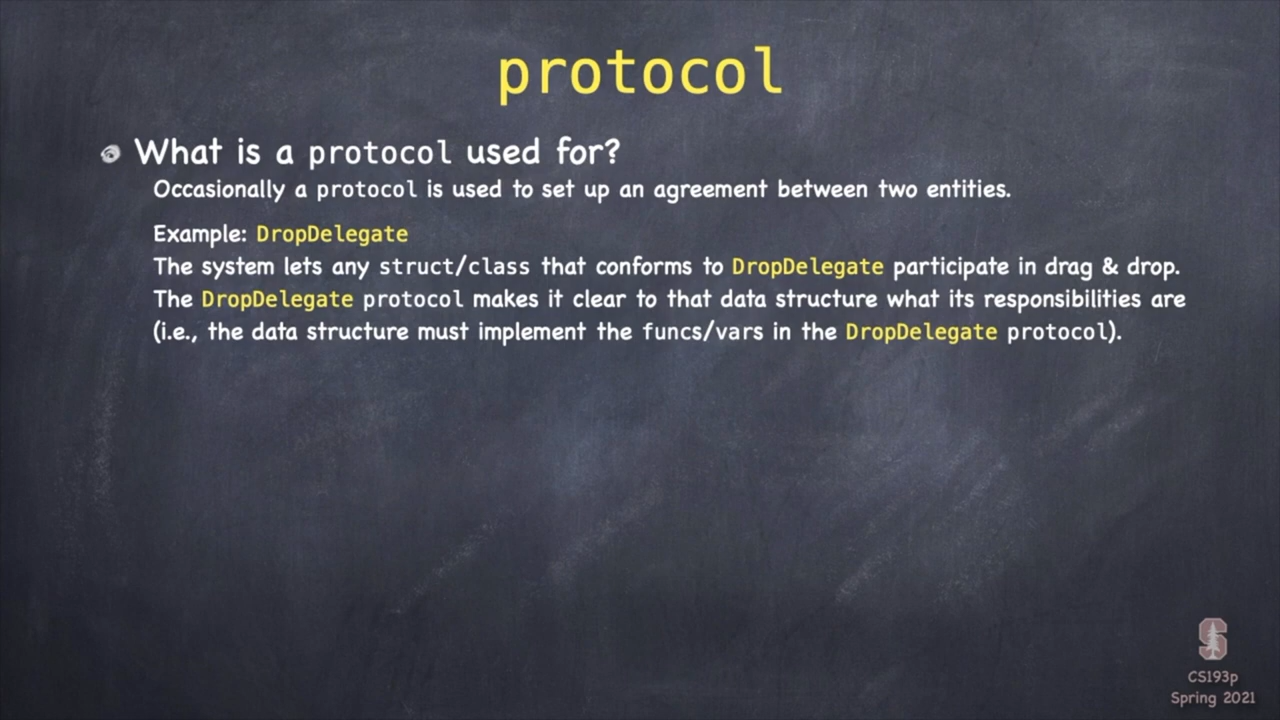 protocol
What is a protocol used for?
Occasionally a protocol is used to set up an agreement between two entities.
Example: DropDelegate
The system lets any struct/class that conforms to DropDelegate participate in drag & drop.
The DropDelegate protocol makes it clear to that data structure what its responsibilities are
(i.e., the data structure must implement the funcs/vars in the DropDelegate protocol).
S
CS193p
Spring 2021